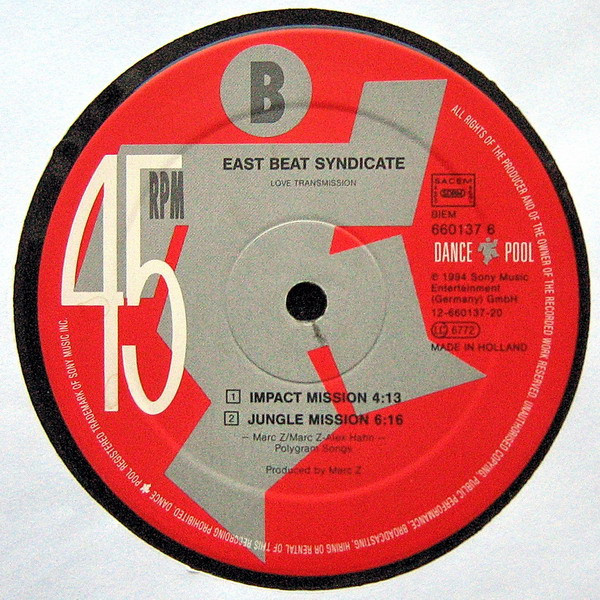 B
EAST BEAT SYNDICATE
LOVE TRANSMISSION
45
RPM
SACEM
BIEM
660137 6
DANCE POOL
℗ 1994 Sony Music
Entertainment
(Germany) GmbH
12-660137-20
LC 6772
MADE IN HOLLAND
1 IMPACT MISSION 4:13
2 JUNGLE MISSION 6:16
— Marc Z/Marc Z-Alex Hahn —
Polygram Songs
Produced by Marc Z
ALL RIGHTS OF THE PRODUCER AND OF THE OWNER OF THE RECORDED WORK RESERVED. UNAUTHORISED COPYING, PUBLIC PERFORMANCE, BROADCASTING, HIRING OR RENTAL OF THIS RECORDING PROHIBITED. DANCE POOL REGISTERED TRADEMARK OF SONY MUSIC INC.